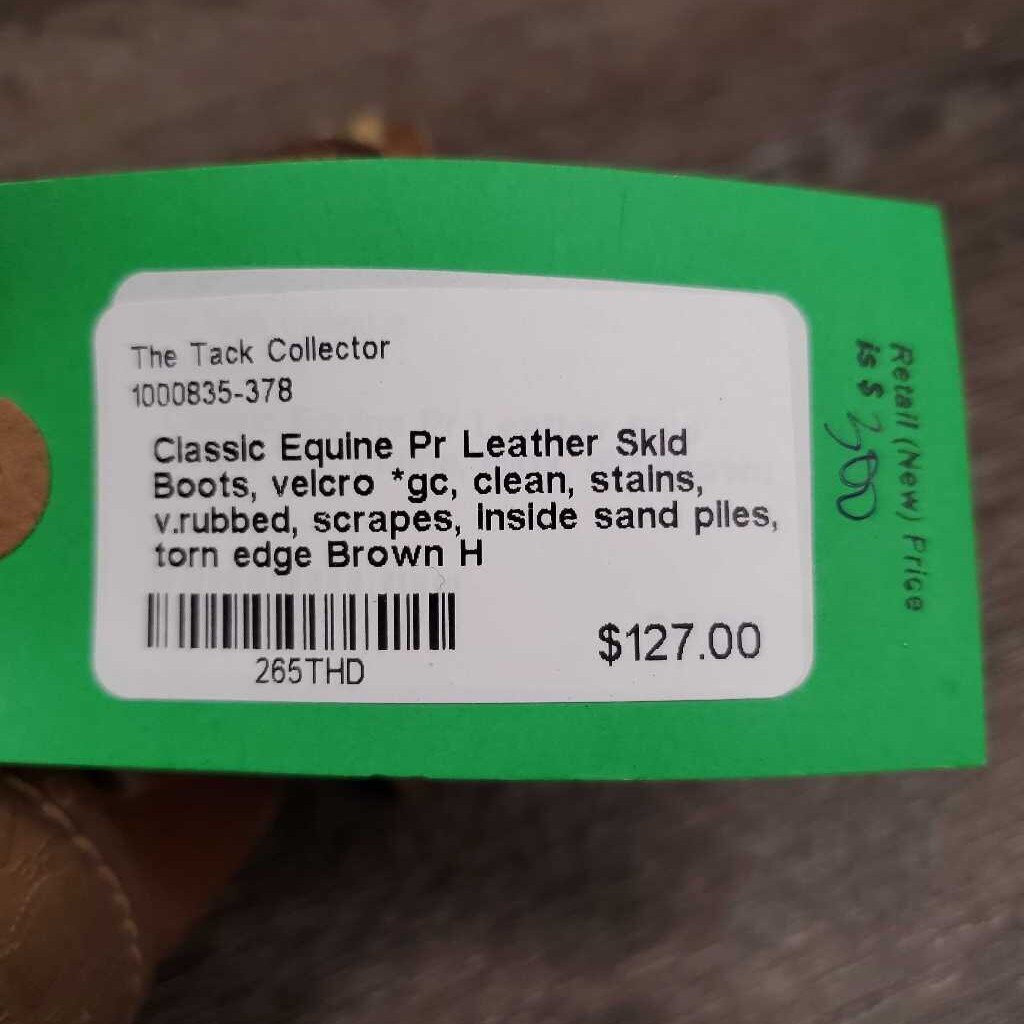 The Tack Collector
1000835-378
Classic Equine Pr Leather Skid
Boots, velcro *gc, clean, stains,
v.rubbed, scrapes, inside sand piles,
torn edge Brown H
265THD
$127.00
Retail (New) Price
is $ 200